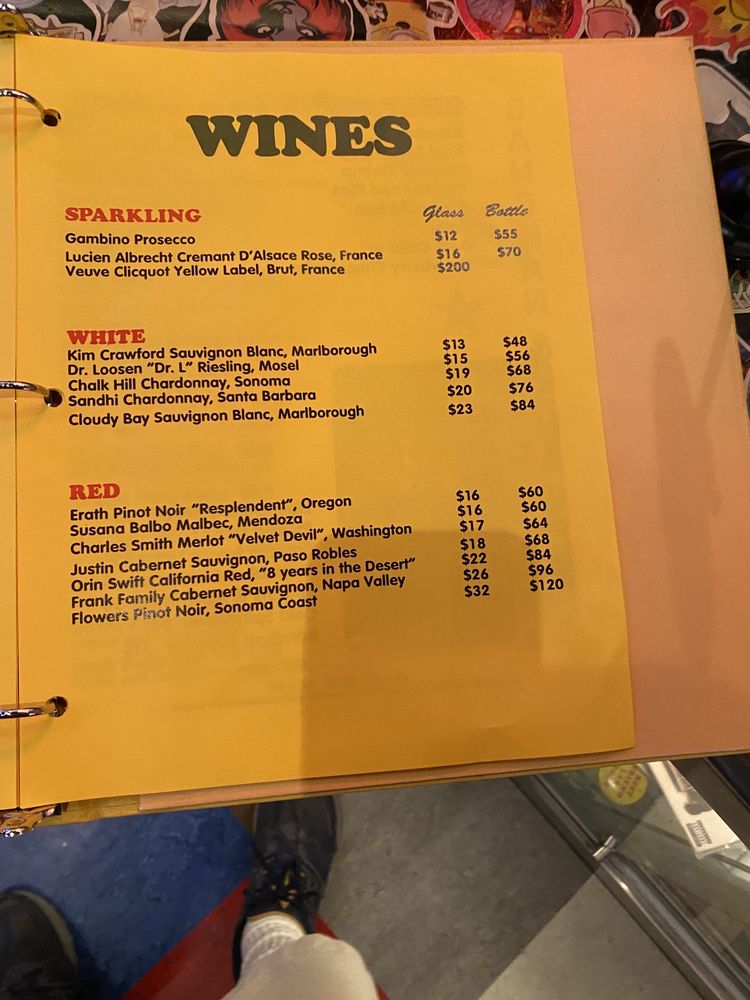 WINES
SPARKLING Glass Bottle
Gambino Prosecco $12 $55
Lucien Albrecht Cremant D'Alsace Rose, France $16 $70
Veuve Clicquot Yellow Label, Brut, France $200
WHITE
Kim Crawford Sauvignon Blanc, Marlborough $13 $48
Dr. Loosen "Dr. L" Riesling, Mosel $15 $56
Chalk Hill Chardonnay, Sonoma $19 $68
Sandhi Chardonnay, Santa Barbara $20 $76
Cloudy Bay Sauvignon Blanc, Marlborough $23 $84
RED
Erath Pinot Noir "Resplendent", Oregon $16 $60
Susana Balbo Malbec, Mendoza $16 $60
Charles Smith Merlot "Velvet Devil", Washington $17 $64
Justin Cabernet Sauvignon, Paso Robles $18 $68
Orin Swift California Red, "8 years in the Desert" $22 $84
Frank Family Cabernet Sauvignon, Napa Valley $26 $96
Flowers Pinot Noir, Sonoma Coast $32 $120